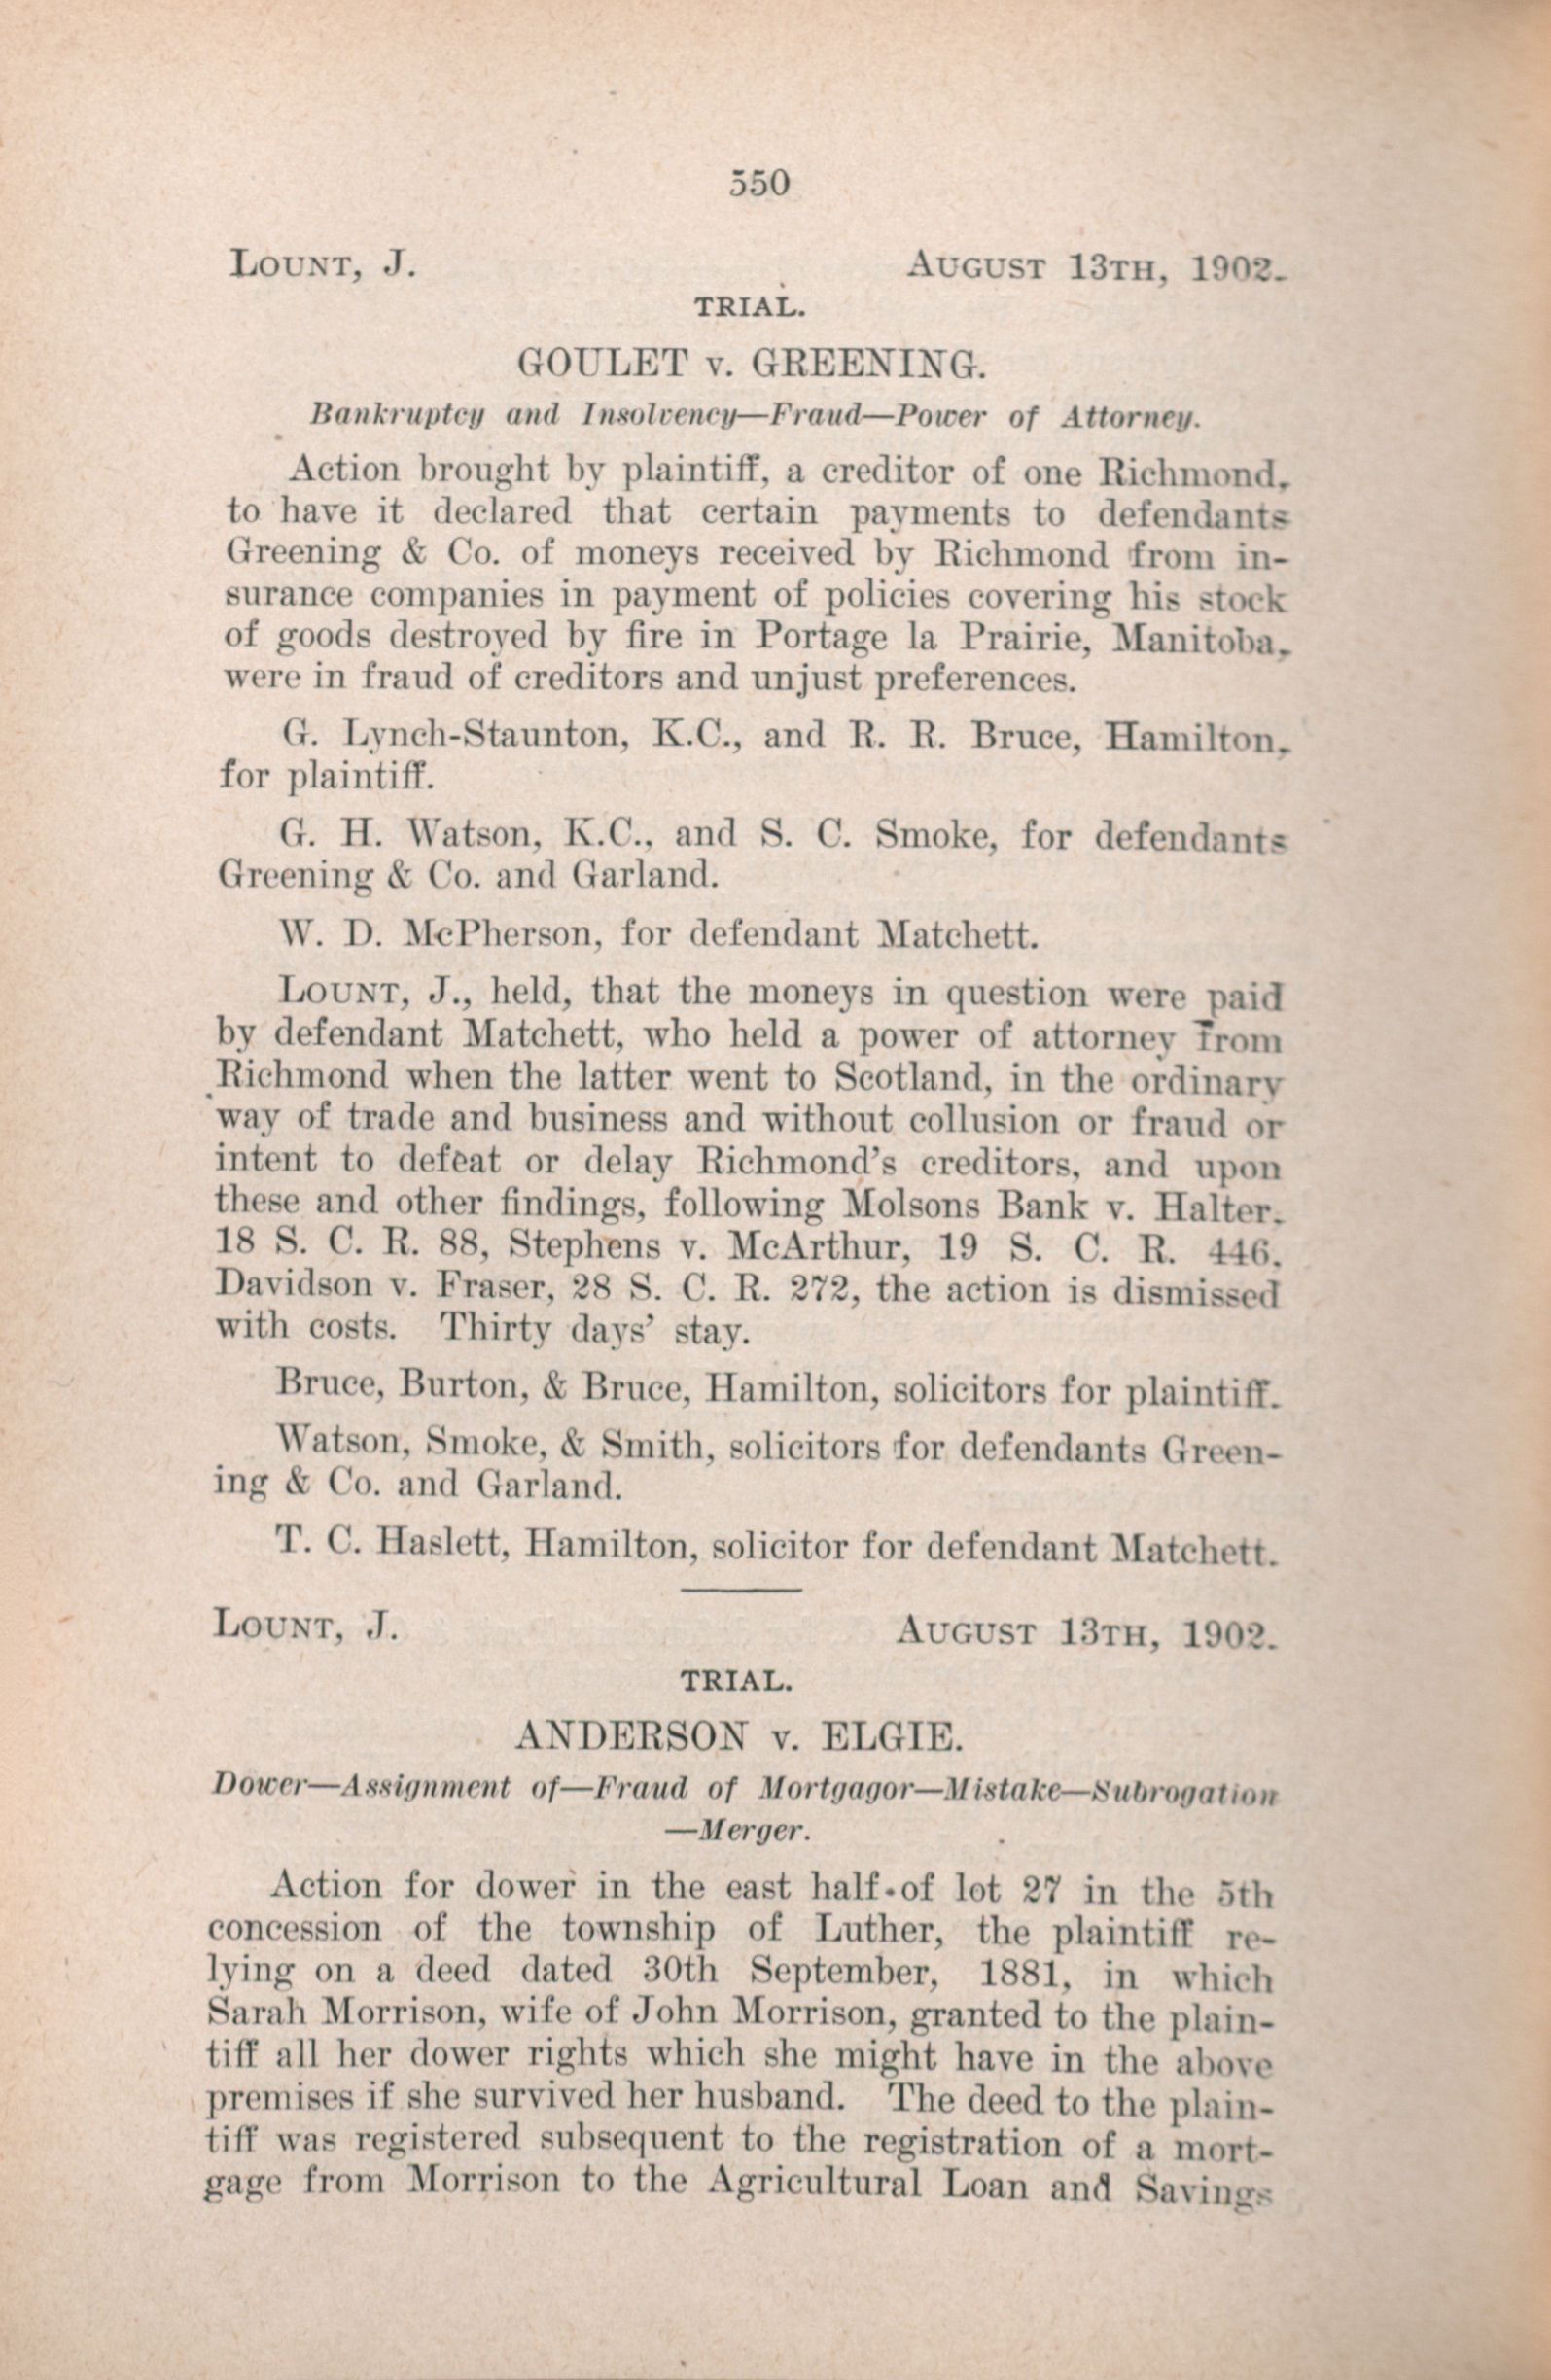 550
LOUNT, J. AUGUST 13TH, 1902.
TRIAL.
GOULET v. GREENING.
Bankruptcy and Insolvency—Fraud—Power of Attorney.
Action brought by plaintiff, a creditor of one Richmond,
to have it declared that certain payments to defendants
Greening & Co. of moneys received by Richmond from in-
surance companies in payment of policies covering his stock
of goods destroyed by fire in Portage la Prairie, Manitoba,
were in fraud of creditors and unjust preferences.
G. Lynch-Staunton, K.C., and R. R. Bruce, Hamilton,
for plaintiff.
G. H. Watson, K.C., and S. C. Smoke, for defendants
Greening & Co. and Garland.
W. D. McPherson, for defendant Matchett.
LOUNT, J., held, that the moneys in question were paid
by defendant Matchett, who held a power of attorney from
Richmond when the latter went to Scotland, in the ordinary
way of trade and business and without collusion or fraud or
intent to defeat or delay Richmond's creditors, and upon
these and other findings, following Molsons Bank v. Halter,
18 S. C. R. 88, Stephens v. McArthur, 19 S. C. R. 446,
Davidson v. Fraser, 28 S. C. R. 272, the action is dismissed
with costs. Thirty days' stay.
Bruce, Burton, & Bruce, Hamilton, solicitors for plaintiff.
Watson, Smoke, & Smith, solicitors for defendants Green-
ing & Co. and Garland.
T. C. Haslett, Hamilton, solicitor for defendant Matchett.
LOUNT, J. AUGUST 13TH, 1902.
TRIAL.
ANDERSON v. ELGIE.
Dower—Assignment of—Fraud of Mortgagor—Mistake—Subrogation
—Merger.
Action for dower in the east half of lot 27 in the 5th
concession of the township of Luther, the plaintiff re-
lying on a deed dated 30th September, 1881, in which
Sarah Morrison, wife of John Morrison, granted to the plain-
tiff all her dower rights which she might have in the above
premises if she survived her husband. The deed to the plain-
tiff was registered subsequent to the registration of a mort-
gage from Morrison to the Agricultural Loan and Savings